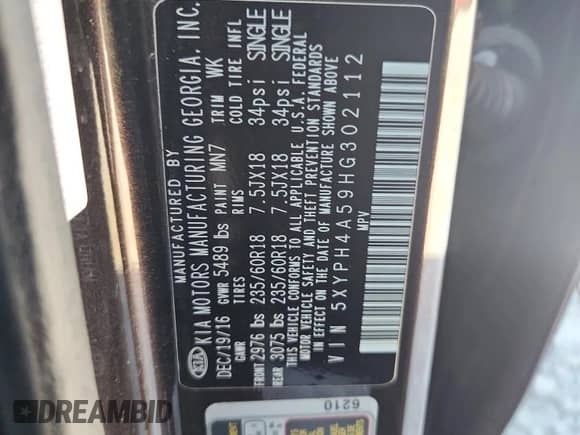 MANUFACTURED BY
KIA KIA MOTORS MANUFACTURING GEORGIA, INC.
DEC/19/16 GVWR 5489 lbs PAINT MN7 TRIM WK
GAWR TIRES RIMS COLD TIRE INFL
FRONT 2976 lbs 235/60R18 7.5JX18 34psi SINGLE
REAR 3075 lbs 235/60R18 7.5JX18 34psi SINGLE
THIS VEHICLE CONFORMS TO ALL APPLICABLE U.S.A. FEDERAL
MOTOR VEHICLE SAFETY AND THEFT PREVENTION STANDARDS
IN EFFECT ON THE DATE OF MANUFACTURE SHOWN ABOVE
VIN 5XYPH4A59HG302112
MPV
6210
DREAMBID